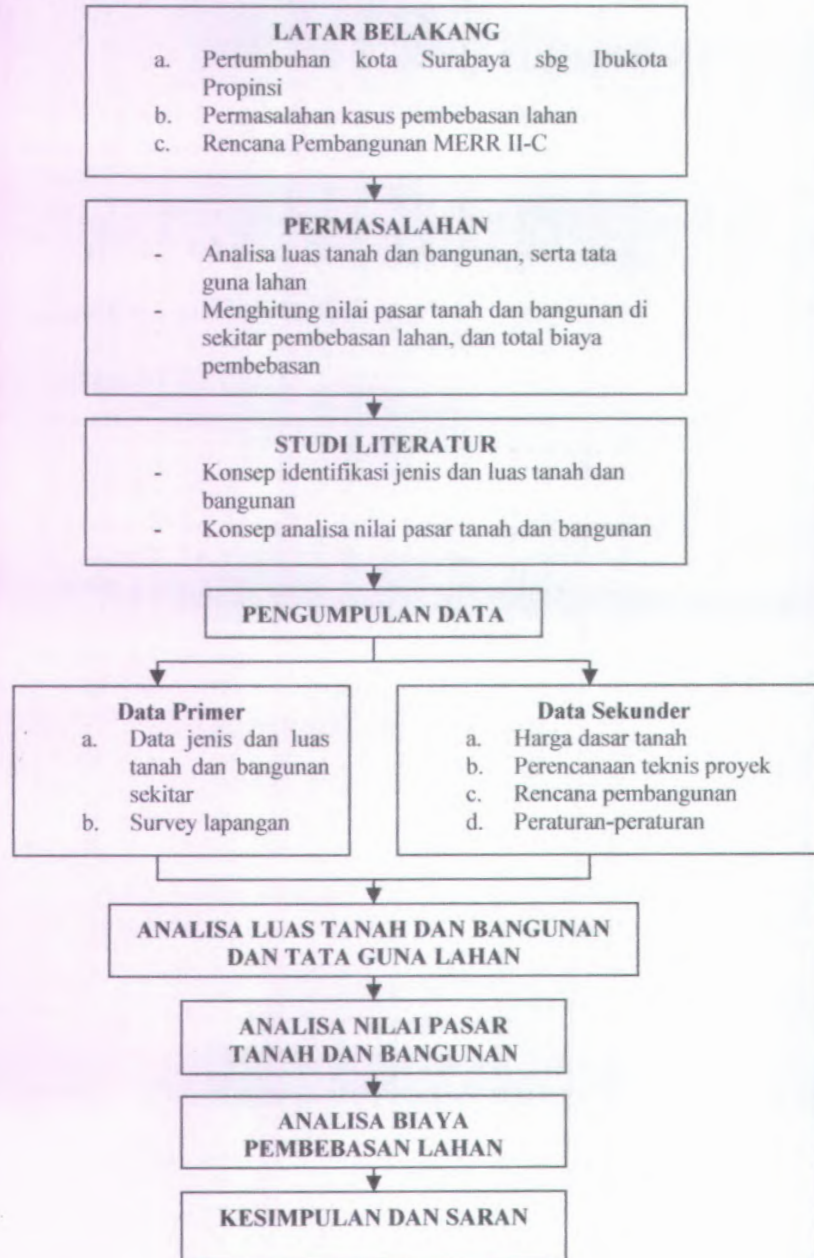 LATAR BELAKANG
a. Pertumbuhan kota Surabaya sbg Ibukota
Propinsi
b. Permasalahan kasus pembebasan lahan
c. Rencana Pembangunan MERR II-C
PERMASALAHAN
- Analisa luas tanah dan bangunan, serta tata
guna lahan
- Menghitung nilai pasar tanah dan bangunan di
sekitar pembebasan lahan, dan total biaya
pembebasan
STUDI LITERATUR
- Konsep identifikasi jenis dan luas tanah dan
bangunan
- Konsep analisa nilai pasar tanah dan bangunan
PENGUMPULAN DATA
Data Primer
a. Data jenis dan luas
tanah dan bangunan
sekitar
b. Survey lapangan
Data Sekunder
a. Harga dasar tanah
b. Perencanaan teknis proyek
c. Rencana pembangunan
d. Peraturan-peraturan
ANALISA LUAS TANAH DAN BANGUNAN
DAN TATA GUNA LAHAN
ANALISA NILAI PASAR
TANAH DAN BANGUNAN
ANALISA BIAYA
PEMBEBASAN LAHAN
KESIMPULAN DAN SARAN